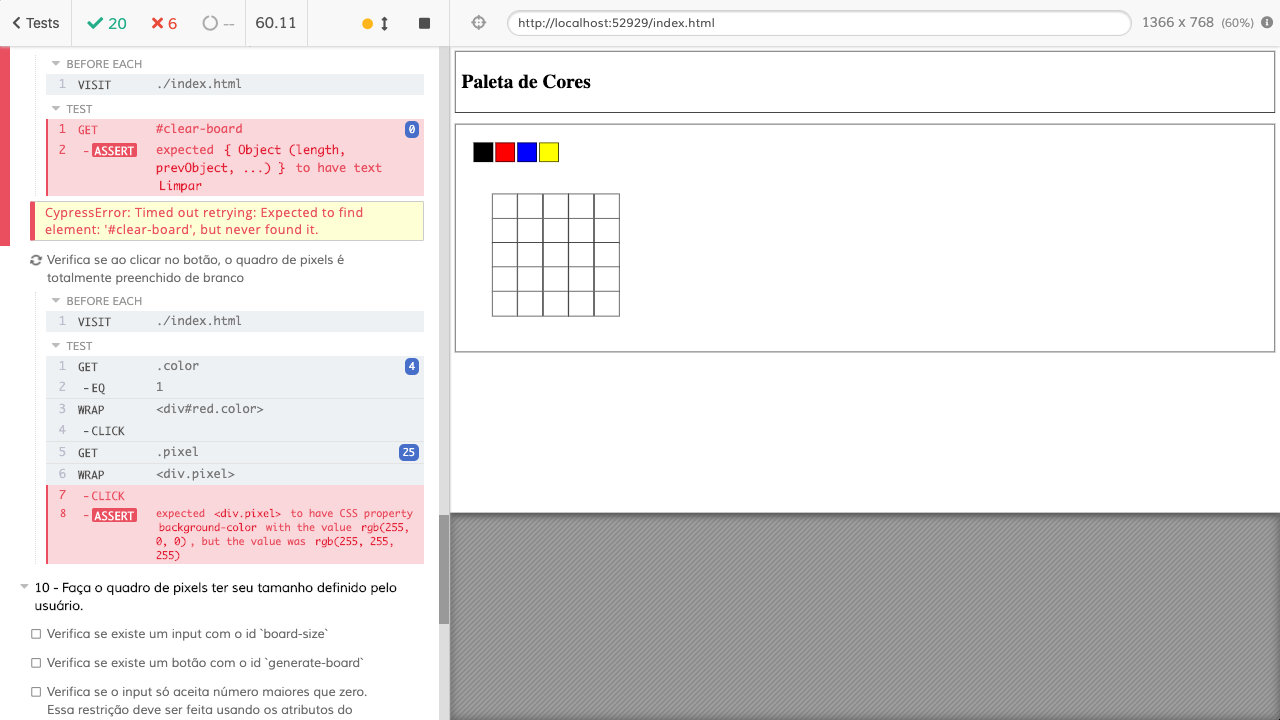 Tests 20 6 -- 60.11 http://localhost:52929/index.html 1366 x 768 (60%)
BEFORE EACH
1 VISIT ./index.html
TEST
1 GET #clear-board 0
2 - ASSERT expected { Object (length,
prevObject, ...) } to have text
Limpar
CypressError: Timed out retrying: Expected to find
element: '#clear-board', but never found it.
Verifica se ao clicar no botão, o quadro de pixels é
totalmente preenchido de branco
BEFORE EACH
1 VISIT ./index.html
TEST
1 GET .color 4
2 - EQ 1
3 WRAP <div#red.color>
4 - CLICK
5 GET .pixel 25
6 WRAP <div.pixel>
7 - CLICK
8 - ASSERT expected <div.pixel> to have CSS property
background-color with the value rgb(255,
0, 0), but the value was rgb(255, 255,
255)
10 - Faça o quadro de pixels ter seu tamanho definido pelo
usuário.
Verifica se existe um input com o id `board-size`
Verifica se existe um botão com o id `generate-board`
Verifica se o input só aceita número maiores que zero.
Essa restrição deve ser feita usando os atributos do
Paleta de Cores